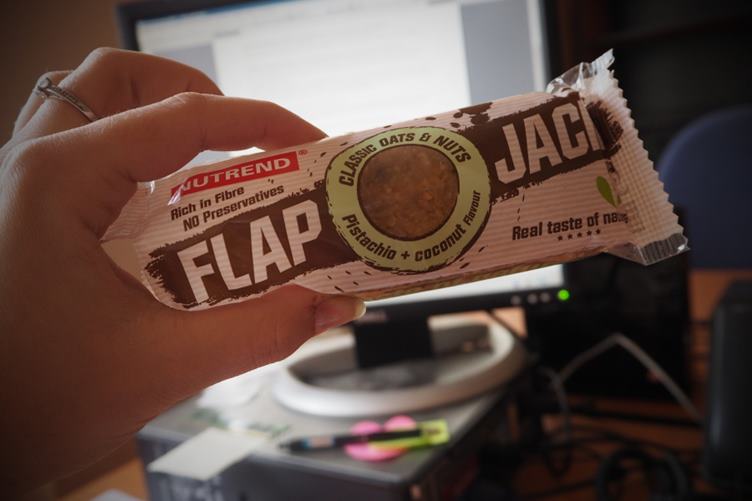 NUTREND®
Rich in Fibre
NO Preservatives
FLAP JACK
CLASSIC OATS & NUTS
Pistachio + coconut Flavour
Real taste of